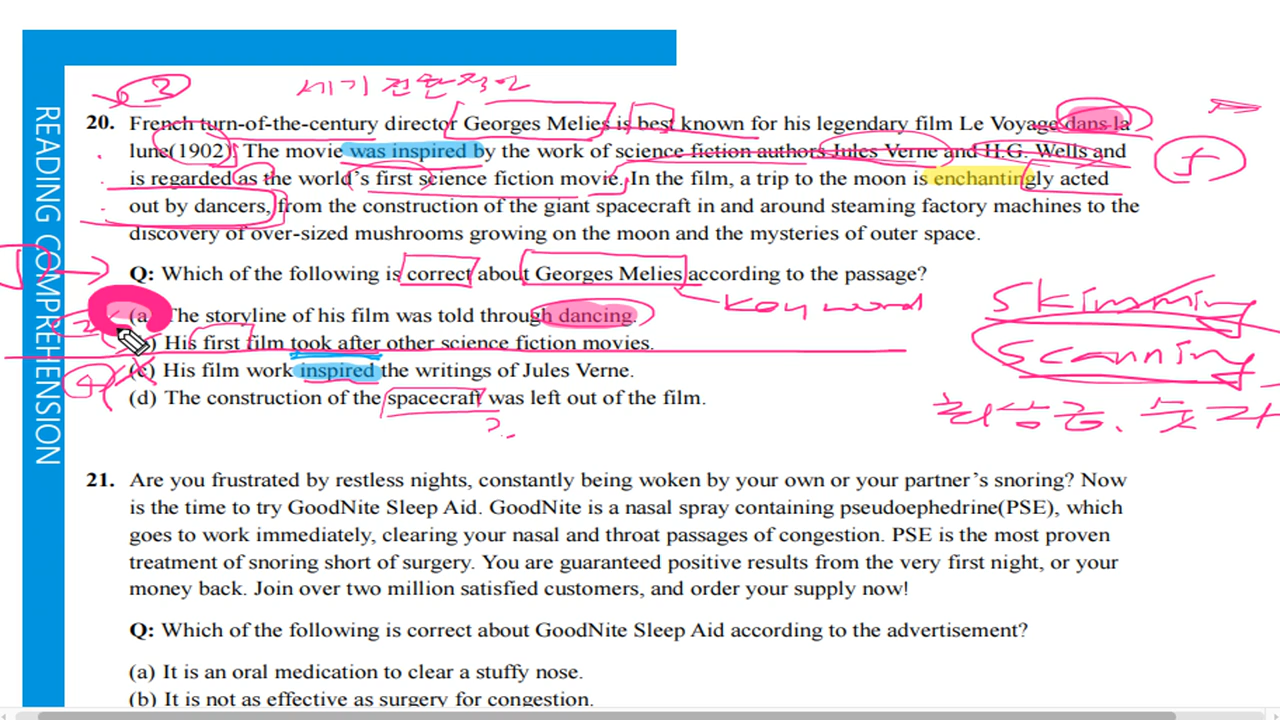 ③
세기 전환적인
20. French turn-of-the-century director Georges Melies is best known for his legendary film Le Voyage dans la
lune(1902). The movie was inspired by the work of science fiction authors Jules Verne and H.G. Wells and
is regarded as the world's first science fiction movie. In the film, a trip to the moon is enchantingly acted
out by dancers, from the construction of the giant spacecraft in and around steaming factory machines to the
discovery of over-sized mushrooms growing on the moon and the mysteries of outer space.
Q: Which of the following is correct about Georges Melies according to the passage?
key word
(a) The storyline of his film was told through dancing.
skimming
His first film took after other science fiction movies.
scanning
(c) His film work inspired the writings of Jules Verne.
(d) The construction of the spacecraft was left out of the film.
?
READING COMPREHENSION
21. Are you frustrated by restless nights, constantly being woken by your own or your partner's snoring? Now
is the time to try GoodNite Sleep Aid. GoodNite is a nasal spray containing pseudoephedrine(PSE), which
goes to work immediately, clearing your nasal and throat passages of congestion. PSE is the most proven
treatment of snoring short of surgery. You are guaranteed positive results from the very first night, or your
money back. Join over two million satisfied customers, and order your supply now!
Q: Which of the following is correct about GoodNite Sleep Aid according to the advertisement?
(a) It is an oral medication to clear a stuffy nose.
(b) It is not as effective as surgery for congestion.